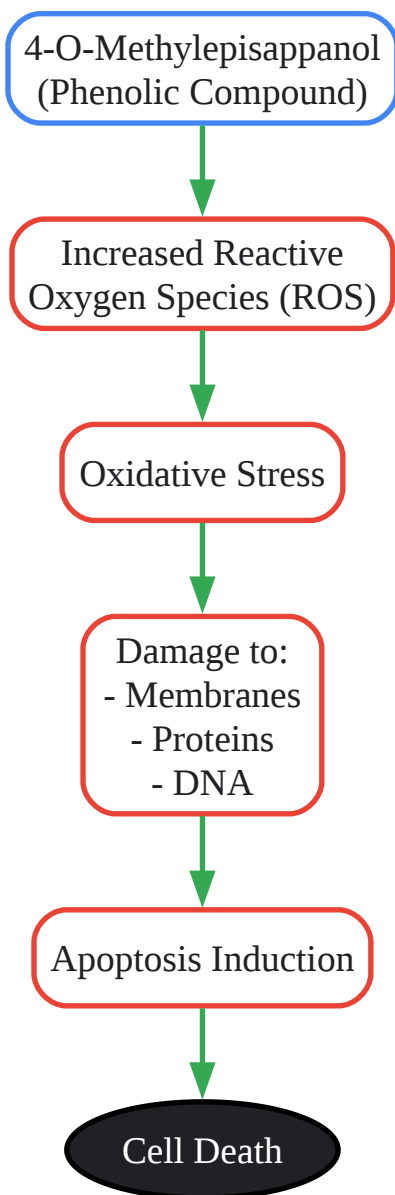 4-O-Methylepisappanol
(Phenolic Compound)
Increased Reactive
Oxygen Species (ROS)
Oxidative Stress
Damage to:
- Membranes
- Proteins
- DNA
Apoptosis Induction
Cell Death